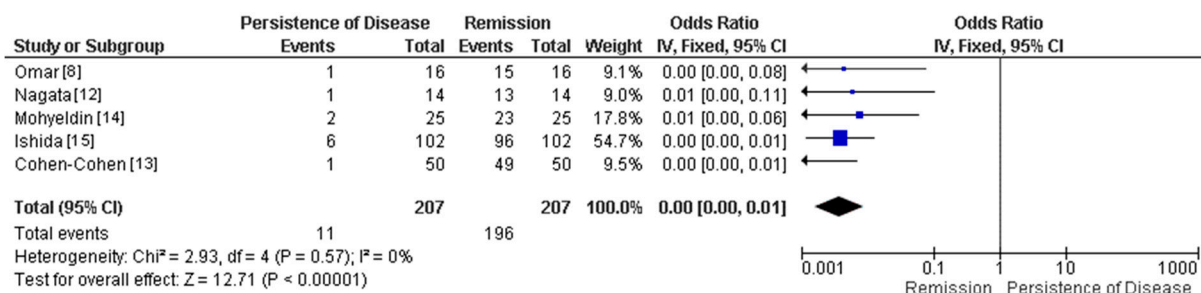 Persistence of Disease Remission Odds Ratio Odds Ratio
Study or Subgroup Events Total Events Total Weight IV, Fixed, 95% CI IV, Fixed, 95% CI
Omar[8] 1 16 15 16 9.1% 0.00 [0.00, 0.08]
Nagata[12] 1 14 13 14 9.0% 0.01 [0.00, 0.11]
Mohyeldin [14] 2 25 23 25 17.8% 0.01 [0.00, 0.06]
Ishida [15] 6 102 96 102 54.7% 0.00 [0.00, 0.01]
Cohen-Cohen [13] 1 50 49 50 9.5% 0.00 [0.00, 0.01]
Total (95% CI) 207 207 100.0% 0.00 [0.00, 0.01]
Total events 11 196
Heterogeneity: Chi² = 2.93, df = 4 (P = 0.57); I² = 0%
Test for overall effect: Z = 12.71 (P < 0.00001)
0.001 0.1 1 10 1000
Remission Persistence of Disease